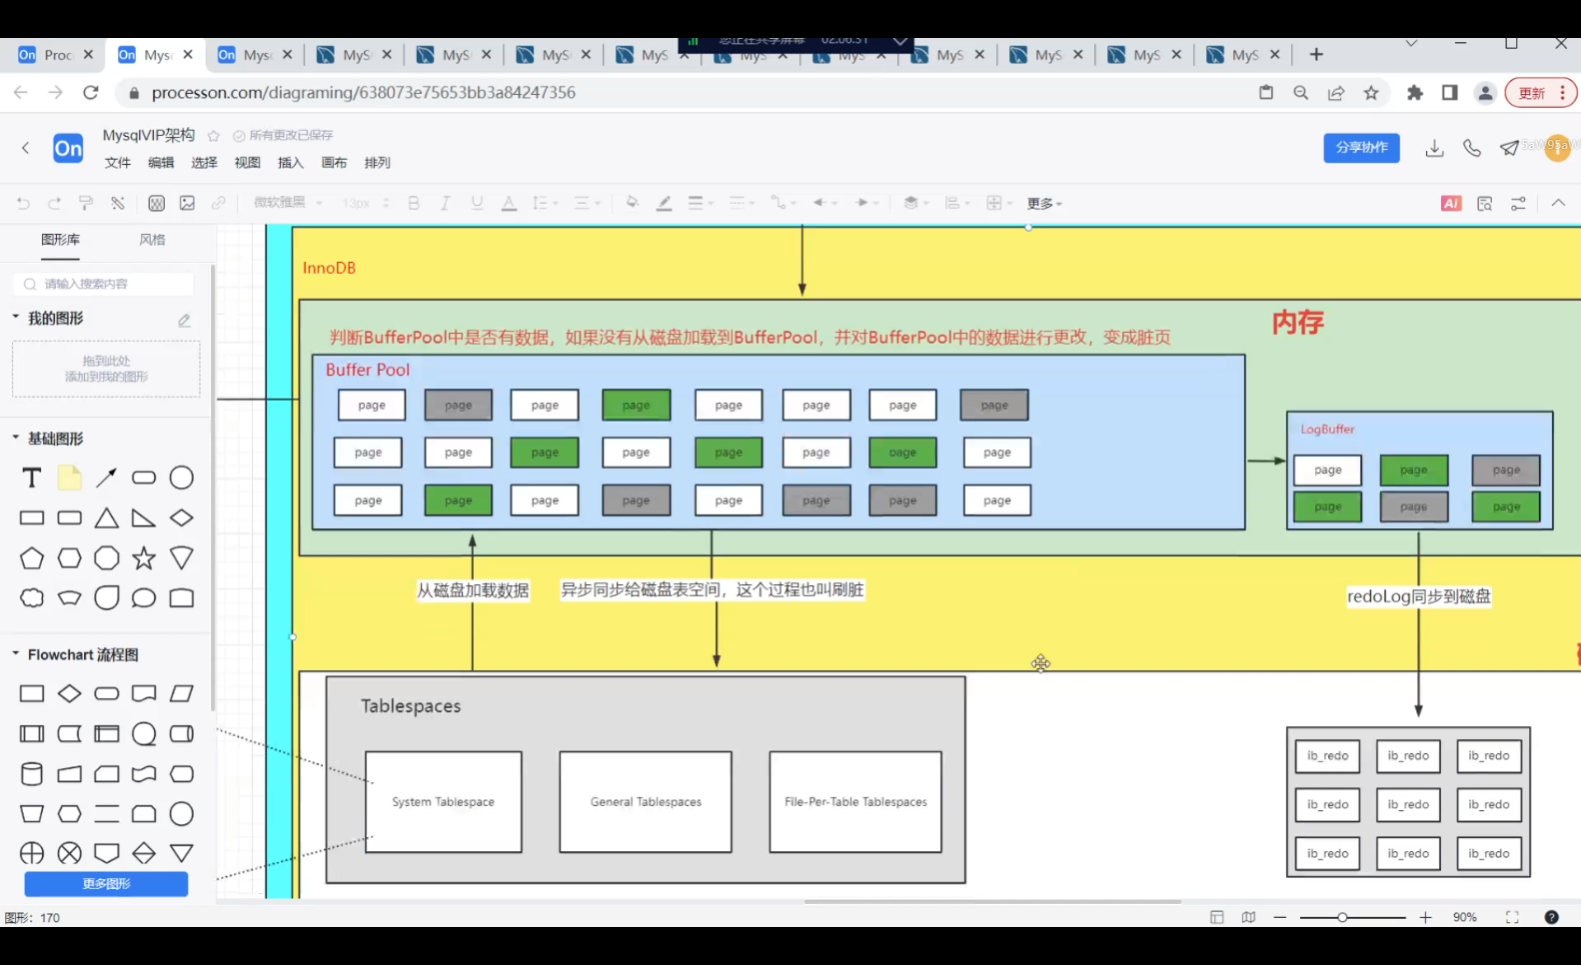 您正在共享屏幕 02:06:31
Proc
Mys
Mys
MyS
MyS
MyS
MyS
MyS
MyS
MyS
MyS
MyS
MyS
processon.com/diagraming/638073e75653bb3a84247356
更新
MysqlVIP架构
所有更改已保存
On
文件 编辑 选择 视图 插入 画布 排列
分享协作
微软雅黑 13px B I U A
更多
AI
图形库 风格
请输入搜索内容
我的图形
拖到此处
添加到我的图形
基础图形
T
Flowchart 流程图
更多图形
图形：170
90%
InnoDB
内存
判断BufferPool中是否有数据，如果没有从磁盘加载到BufferPool，并对BufferPool中的数据进行更改，变成脏页
Buffer Pool
page page page page page page page page
page page page page page page page page
page page page page page page page page
LogBuffer
page page page
page page page
从磁盘加载数据
异步同步给磁盘表空间，这个过程也叫刷脏
redoLog同步到磁盘
Tablespaces
System Tablespace
General Tablespaces
File-Per-Table Tablespaces
ib_redo ib_redo ib_redo
ib_redo ib_redo ib_redo
ib_redo ib_redo ib_redo